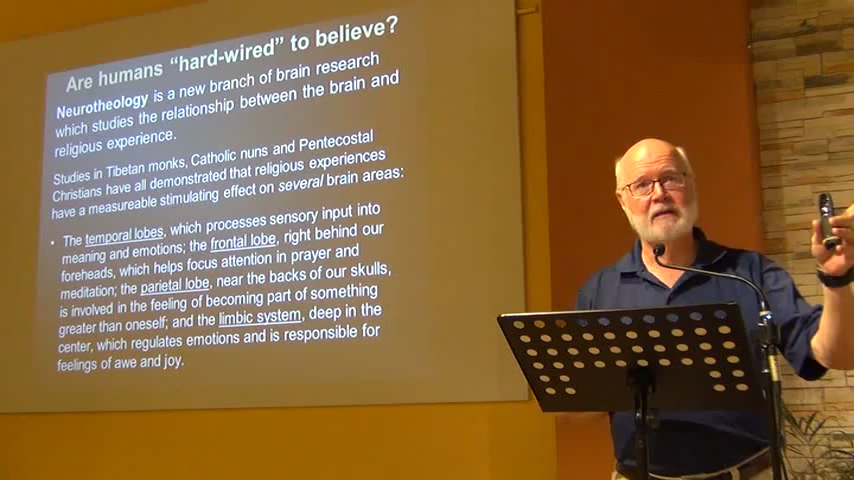 Are humans “hard-wired” to believe?
Neurotheology is a new branch of brain research
which studies the relationship between the brain and
religious experience.
Studies in Tibetan monks, Catholic nuns and Pentecostal
Christians have all demonstrated that religious experiences
have a measureable stimulating effect on several brain areas:
• The temporal lobes, which processes sensory input into
meaning and emotions; the frontal lobe, right behind our
foreheads, which helps focus attention in prayer and
meditation; the parietal lobe, near the backs of our skulls,
is involved in the feeling of becoming part of something
greater than oneself; and the limbic system, deep in the
center, which regulates emotions and is responsible for
feelings of awe and joy.